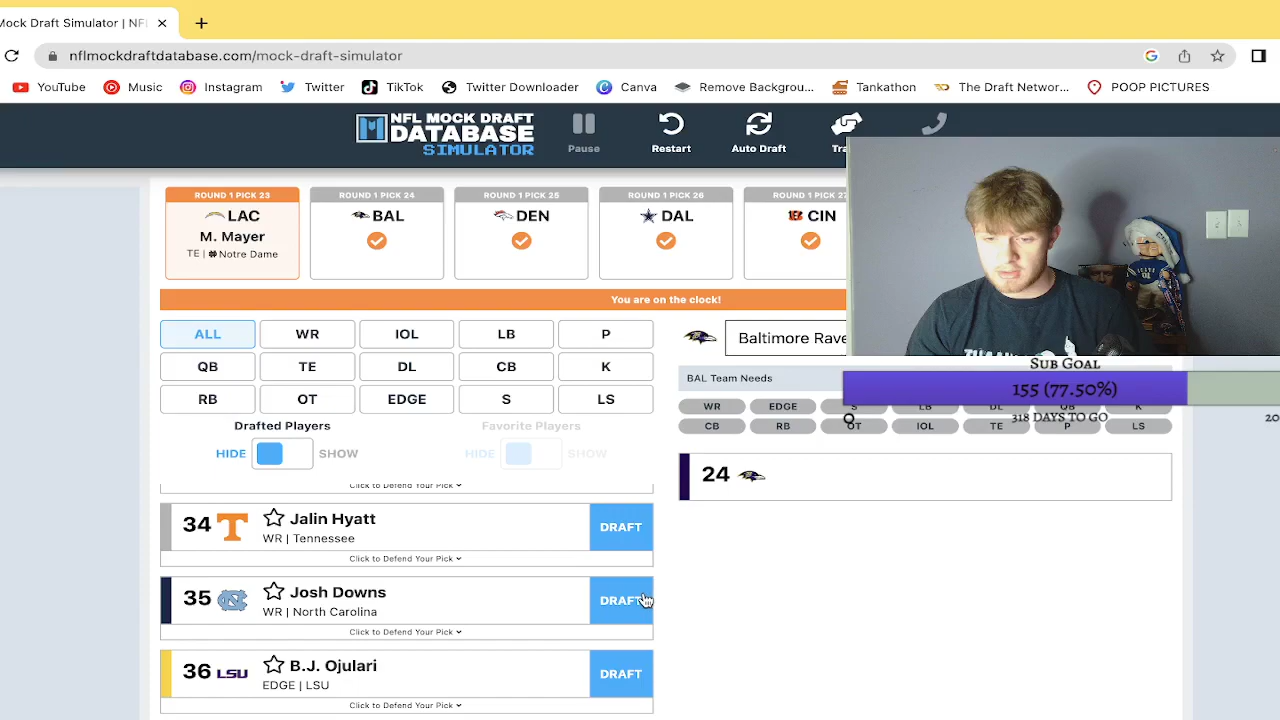 Mock Draft Simulator | NF
nflmockdraftdatabase.com/mock-draft-simulator
YouTube Music Instagram Twitter TikTok Twitter Downloader Canva Remove Backgrou... Tankathon The Draft Networ... POOP PICTURES
NFL MOCK DRAFT
DATABASE
SIMULATOR
Pause Restart Auto Draft Tra
ROUND 1 PICK 23 ROUND 1 PICK 24 ROUND 1 PICK 25 ROUND 1 PICK 26 ROUND 1 PICK 27
LAC BAL DEN DAL CIN
M. Mayer
TE | Notre Dame
You are on the clock!
ALL WR IOL LB P
QB TE DL CB K
RB OT EDGE S LS
Drafted Players Favorite Players
HIDE SHOW HIDE SHOW
Baltimore Rave
BAL Team Needs
WR EDGE S LB DL QB K
CB RB OT IOL TE P LS
SUB GOAL
155 (77.50%)
318 DAYS TO GO
20
24
Click to Defend Your Pick
34 Jalin Hyatt DRAFT
WR | Tennessee
Click to Defend Your Pick
35 Josh Downs DRAFT
WR | North Carolina
Click to Defend Your Pick
36 LSU B.J. Ojulari DRAFT
EDGE | LSU
Click to Defend Your Pick